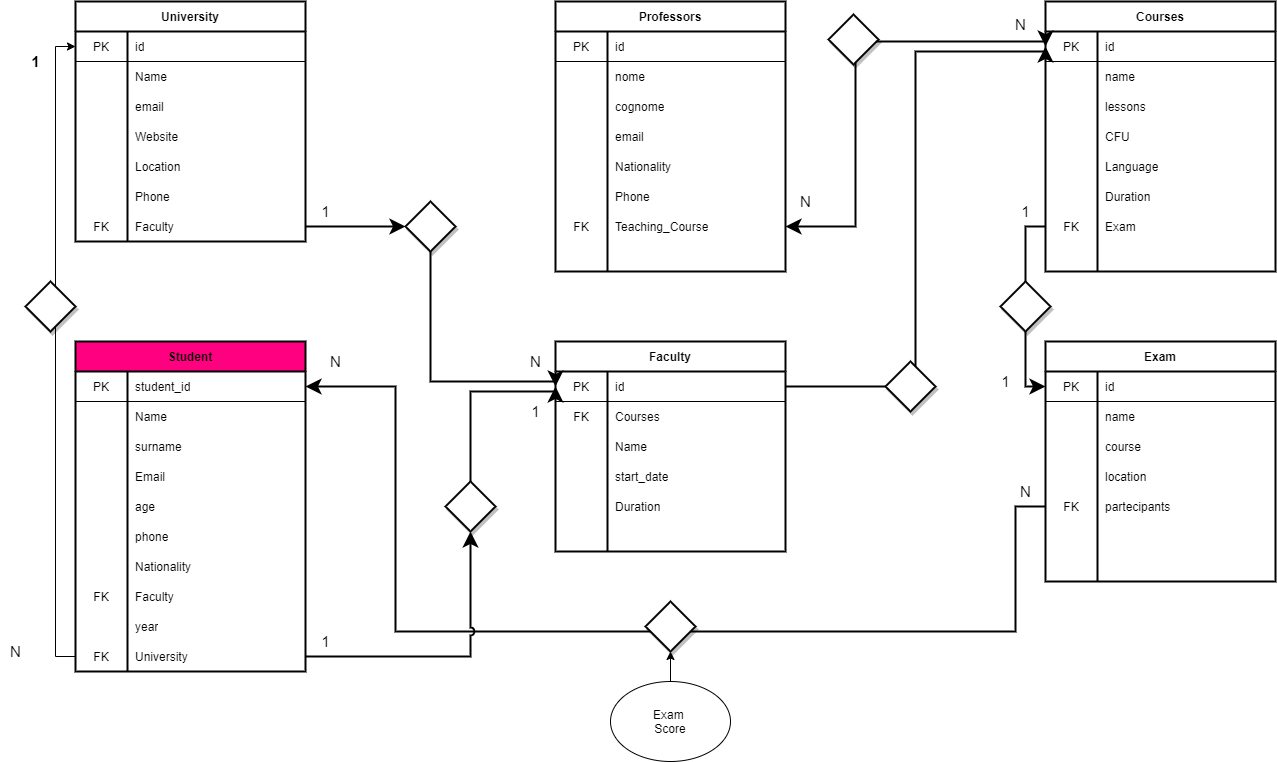 University
PK id
Name
email
Website
Location
Phone
FK Faculty
Professors
PK id
nome
cognome
email
Nationality
Phone
FK Teaching_Course
Courses
PK id
name
lessons
CFU
Language
Duration
FK Exam
1
1
N
N
1
1
Student
PK student_id
Name
surname
Email
age
phone
Nationality
FK Faculty
year
FK University
N
N
1
N
1
Faculty
PK id
FK Courses
Name
start_date
Duration
Exam
PK id
name
course
location
FK partecipants
N
Exam
Score